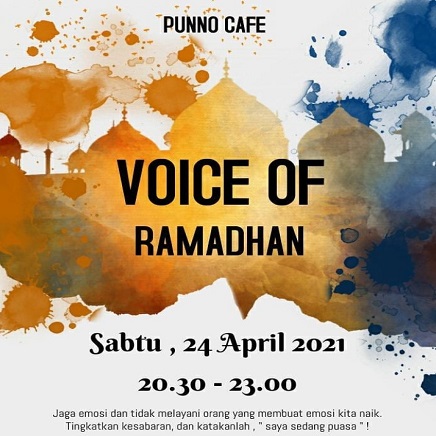 PUNNO CAFE
VOICE OF
RAMADHAN
Sabtu , 24 April 2021
20.30 - 23.00
Jaga emosi dan tidak melayani orang yang membuat emosi kita naik.
Tingkatkan kesabaran, dan katakanlah , " saya sedang puasa " !